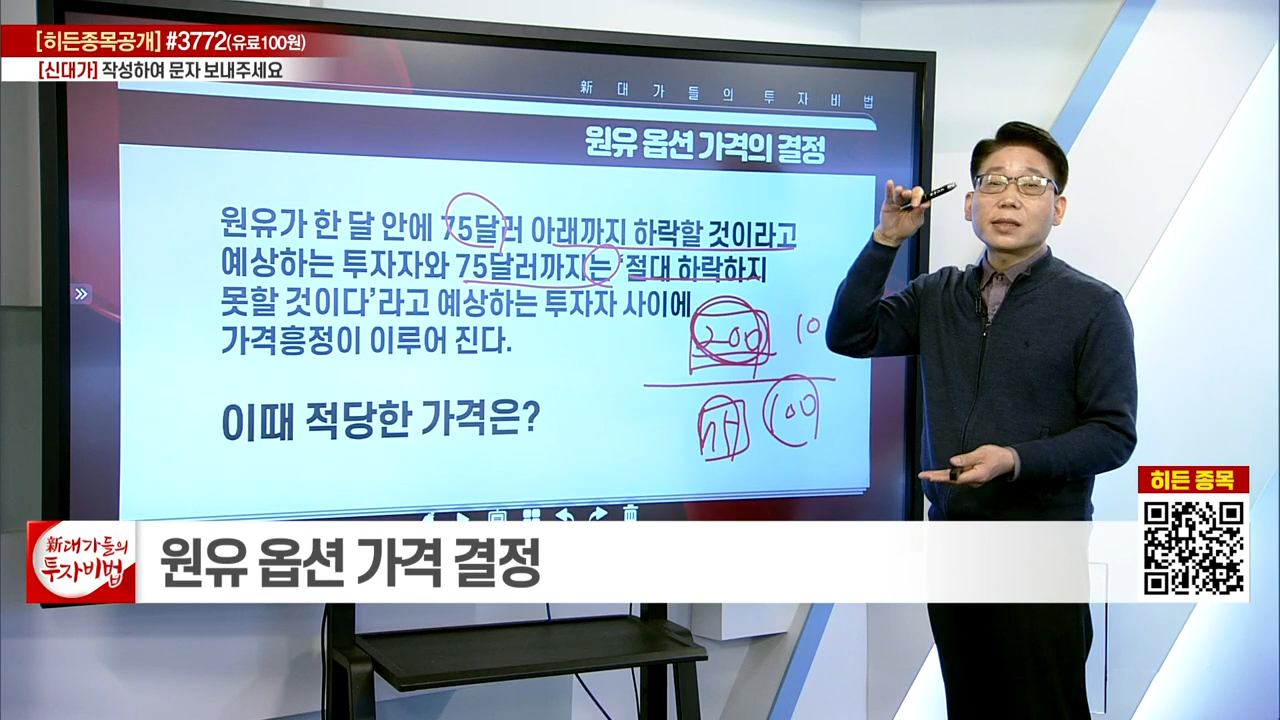 [히든종목공개] #3772(유료100원)
[신대가] 작성하여 문자 보내주세요
新 대 가 들 의 투 자 비 법
원유 옵션 가격의 결정
원유가 한 달 안에 75달러 아래까지 하락할 것이라고
예상하는 투자자와 75달러까지는 '절대 하락하지
못할 것이다'라고 예상하는 투자자 사이에
가격흥정이 이루어 진다.
200 10
100
이때 적당한 가격은?
히든 종목
新대가들의
투자비법
원유 옵션 가격 결정